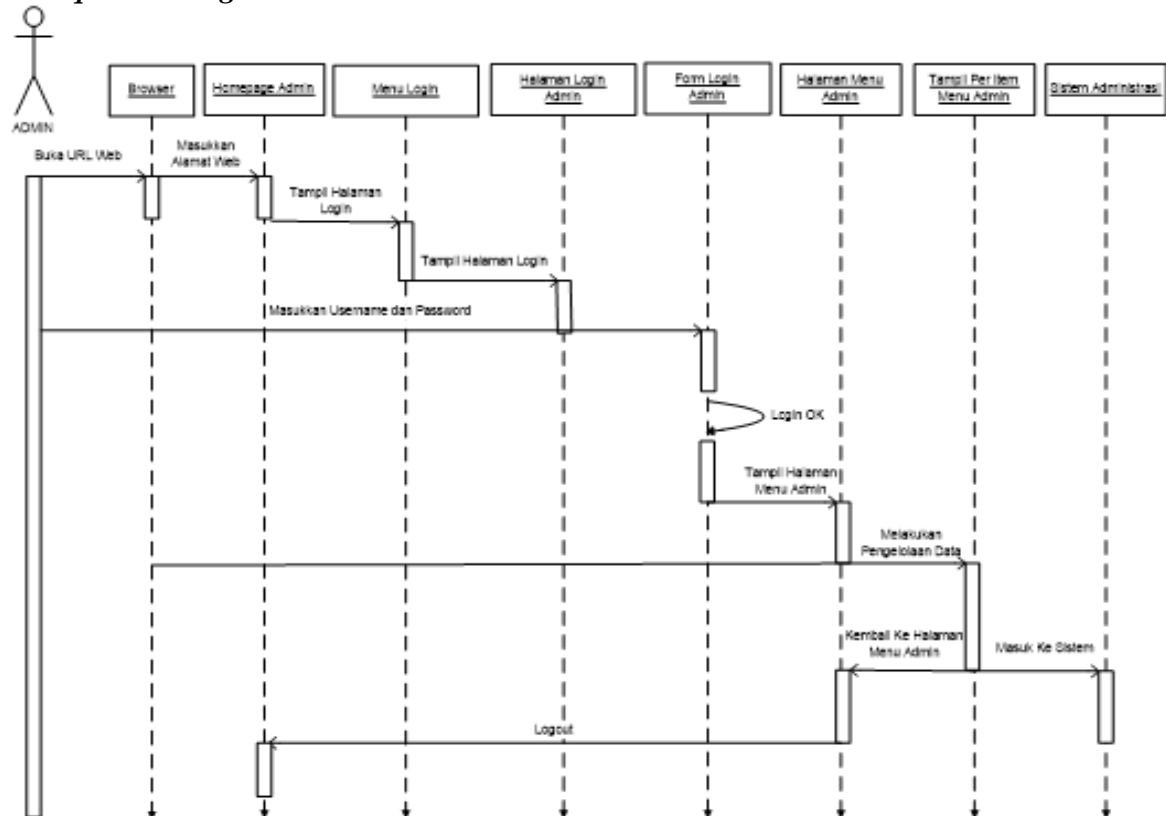 ADMIN
Browser
Homepage Admin
Menu Login
Halaman Login
Admin
Form Login
Admin
Halaman Menu
Admin
Tampil Per Item
Menu Admin
Sistem Administrasi
Buka URL Web
Masukkan
Alamat Web
Tampil Halaman
Login
Tampil Halaman Login
Masukkan Username dan Password
Login OK
Tampil Halaman
Menu Admin
Melakukan
Pengelolaan Data
Kembali Ke Halaman
Menu Admin
Masuk Ke Sistem
Logout